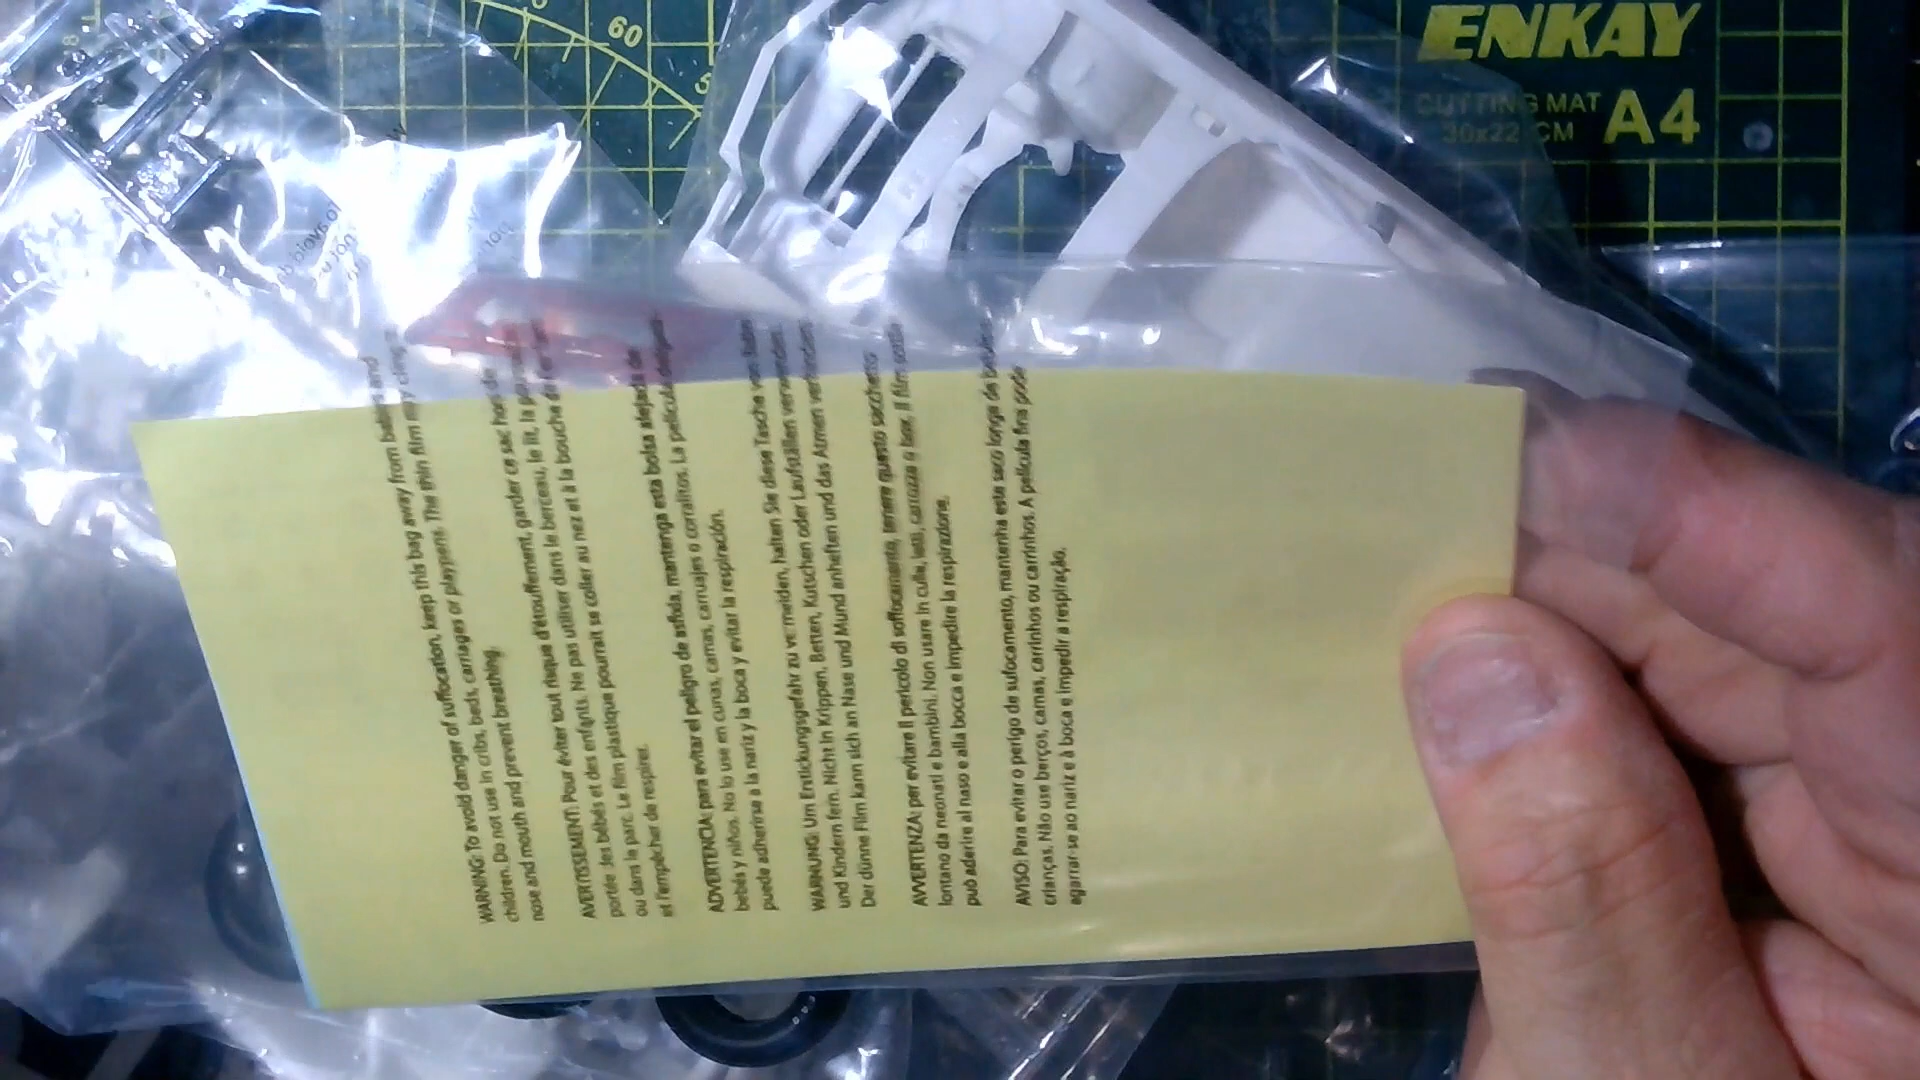 ENKAY
CUTTING MAT A4
30x22 CM
60
WARNING: To avoid danger of suffocation, keep this bag away from babies and
children. Do not use in cribs, beds, carriages or playpens. The thin film may cling to
nose and mouth and prevent breathing.
AVERTISSEMENT: Pour éviter tout risque d'étouffement, garder ce sac hors de
portée des bébés et des enfants. Ne pas utiliser dans le berceau, le lit, la
ou dans la parc. Le film plastique pourrait se coller au nez et à la bouche
et l'empêcher de respirer.
ADVERTENCIA: para evitar el peligro de asfixia, mantenga esta bolsa alejada de
bebés y niños. No lo use en cunas, camas, carruajes o corralitos. La película delgada
puede adherirse a la nariz y la boca y evitar la respiración.
WARNUNG: Um Erstickungsgefahr zu vermeiden, halten Sie diese Tasche von
und Kindern fern. Nicht in Krippen, Betten, Kutschen oder Laufställen verwenden.
Der dünne Film kann sich an Nase und Mund anheften und das Atmen verhindern
AVVERTENZA: per evitare il pericolo di soffocamento, tenere questo sacchetto
lontano da neonati e bambini. Non usare in culla, letti, carrozze o box. Il film sottile
può aderire al naso e alla bocca e impedire la respirazione.
AVISO: Para evitar o perigo de sufocamento, mantenha este saco longe de bebés e
crianças. Não use berços, camas, carrinhos ou carrinhos. A película fina pode
agarrar-se ao nariz e à boca e impedir a respiração.